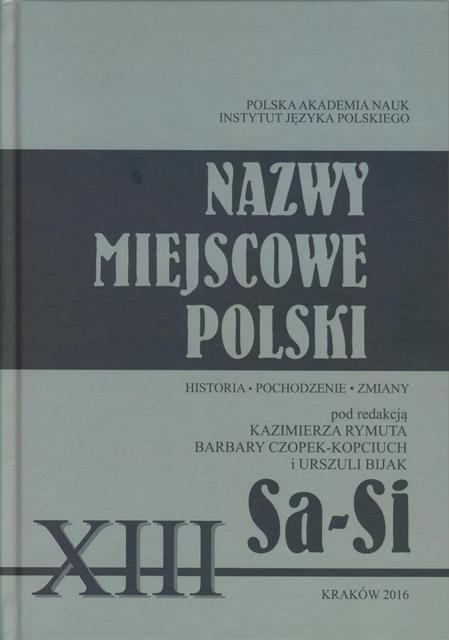 POLSKA AKADEMIA NAUK
INSTYTUT JĘZYKA POLSKIEGO
NAZWY
MIEJSCOWE
POLSKI
HISTORIA • POCHODZENIE • ZMIANY
pod redakcją
KAZIMIERZA RYMUTA
BARBARY CZOPEK-KOPCIUCH
i URSZULI BIJAK
Sa-Si
XIII
KRAKÓW 2016